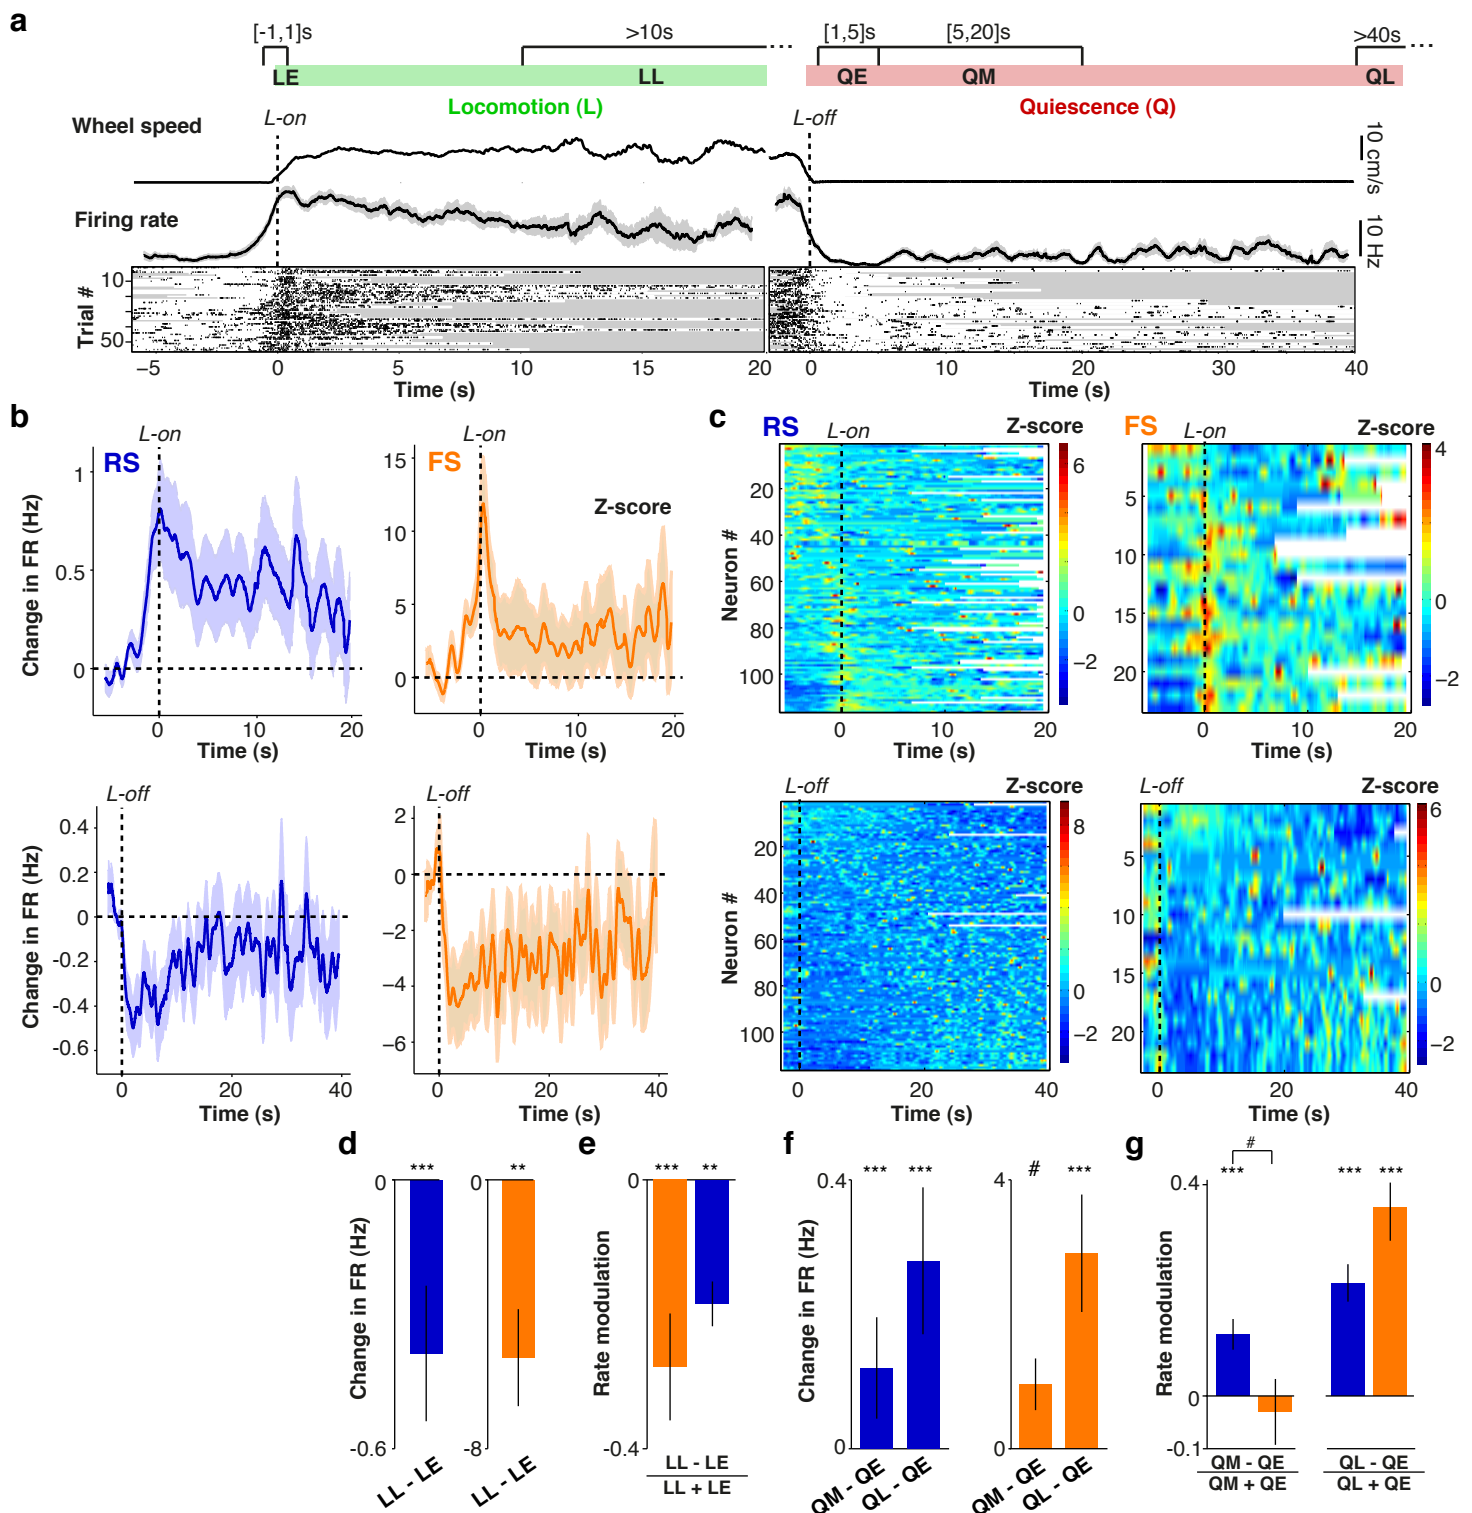 a
[-1,1]s
>10s
[1,5]s
[5,20]s
>40s
LE
LL
QE
QM
QL
Locomotion (L)
Quiescence (Q)
Wheel speed
L-on
L-off
10 cm/s
Firing rate
10 Hz
Trial #
10
50
−5
0
5
10
15
20
0
10
20
30
40
Time (s)
Time (s)
b
RS
L-on
Change in FR (Hz)
1
0.5
0
0
10
20
Time (s)
FS
L-on
Z-score
15
10
5
0
0
10
20
Time (s)
L-off
Change in FR (Hz)
0.4
0.2
0
-0.2
-0.4
-0.6
0
20
40
Time (s)
L-off
2
0
−2
−4
−6
0
20
40
Time (s)
c
RS
L-on
Z-score
Neuron #
20
40
60
80
100
6
4
2
0
−2
0
10
20
Time (s)
FS
L-on
Z-score
5
10
15
20
4
0
−2
0
10
20
Time (s)
L-off
Z-score
Neuron #
20
40
60
80
100
8
0
−2
0
20
40
Time (s)
L-off
Z-score
5
10
15
20
6
0
−2
0
20
40
Time (s)
d
Change in FR (Hz)
0
-0.6
***
LL - LE
0
-8
**
LL - LE
e
Rate modulation
0
-0.4
***
**
LL - LE
LL + LE
f
Change in FR (Hz)
0.4
0
***
***
QM - QE
QL - QE
4
0
#
***
QM - QE
QL - QE
g
Rate modulation
0.4
0
-0.1
#
***
***
***
QM - QE
QM + QE
QL - QE
QL + QE